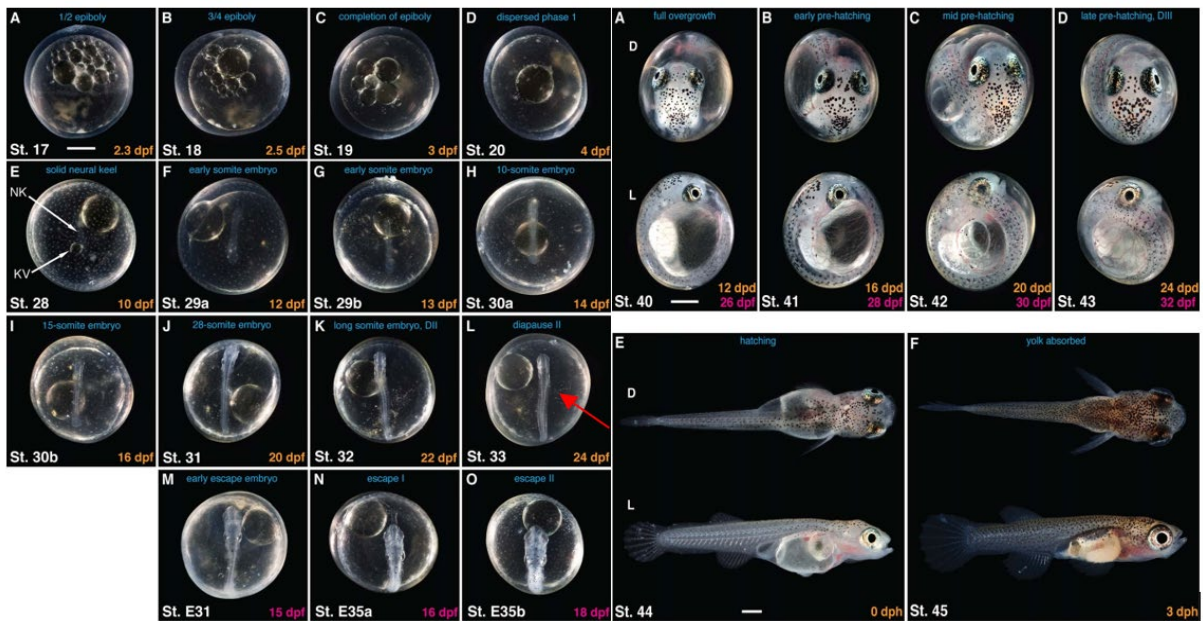 A 1/2 epiboly
St. 17 2.3 dpf
B 3/4 epiboly
St. 18 2.5 dpf
C completion of epiboly
St. 19 3 dpf
D dispersed phase 1
St. 20 4 dpf
E solid neural keel
NK
KV
St. 28 10 dpf
F early somite embryo
St. 29a 12 dpf
G early somite embryo
St. 29b 13 dpf
H 10-somite embryo
St. 30a 14 dpf
I 15-somite embryo
St. 30b 16 dpf
J 28-somite embryo
St. 31 20 dpf
K long somite embryo, DII
St. 32 22 dpf
L diapause II
St. 33 24 dpf
M early escape embryo
St. E31 15 dpf
N escape I
St. E35a 16 dpf
O escape II
St. E35b 18 dpf
A full overgrowth
D
L
12 dpd
St. 40 26 dpf
B early pre-hatching
16 dpd
St. 41 28 dpf
C mid pre-hatching
20 dpd
St. 42 30 dpf
D late pre-hatching, DIII
24 dpd
St. 43 32 dpf
E hatching
D
L
St. 44 0 dph
F yolk absorbed
St. 45 3 dph